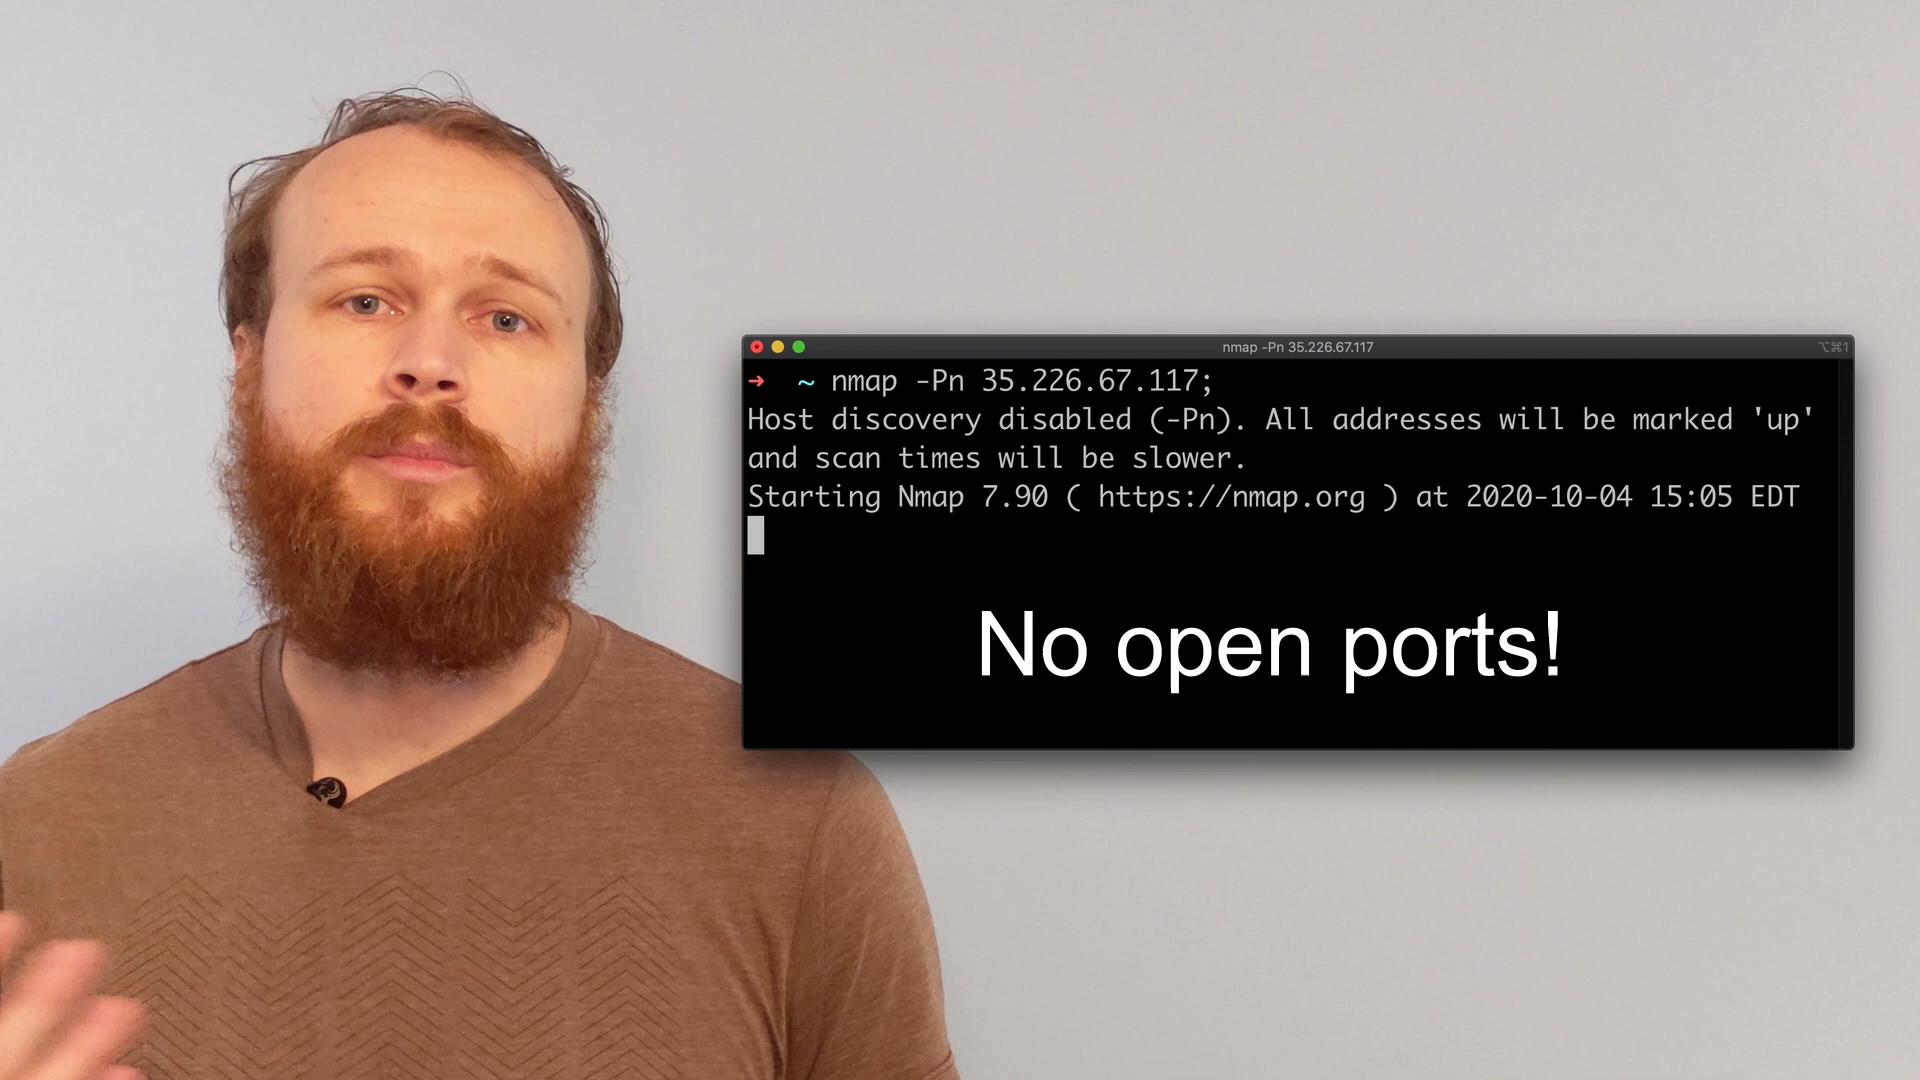 nmap -Pn 35.226.67.117
⌥⌘1
➜ ~ nmap -Pn 35.226.67.117;
Host discovery disabled (-Pn). All addresses will be marked 'up'
and scan times will be slower.
Starting Nmap 7.90 ( https://nmap.org ) at 2020-10-04 15:05 EDT
No open ports!